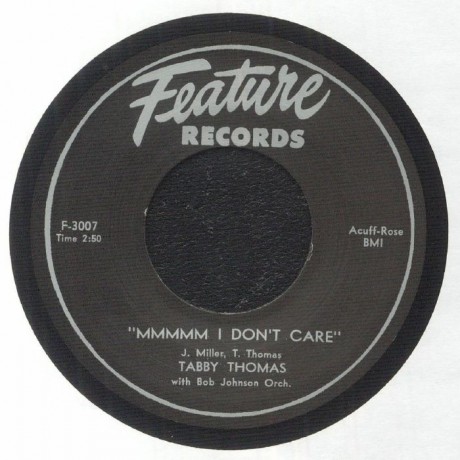 Feature
RECORDS
F-3007
Time 2:50
Acuff-Rose
BMI
"MMMMM I DON'T CARE"
J. Miller, T. Thomas
TABBY THOMAS
with Bob Johnson Orch.